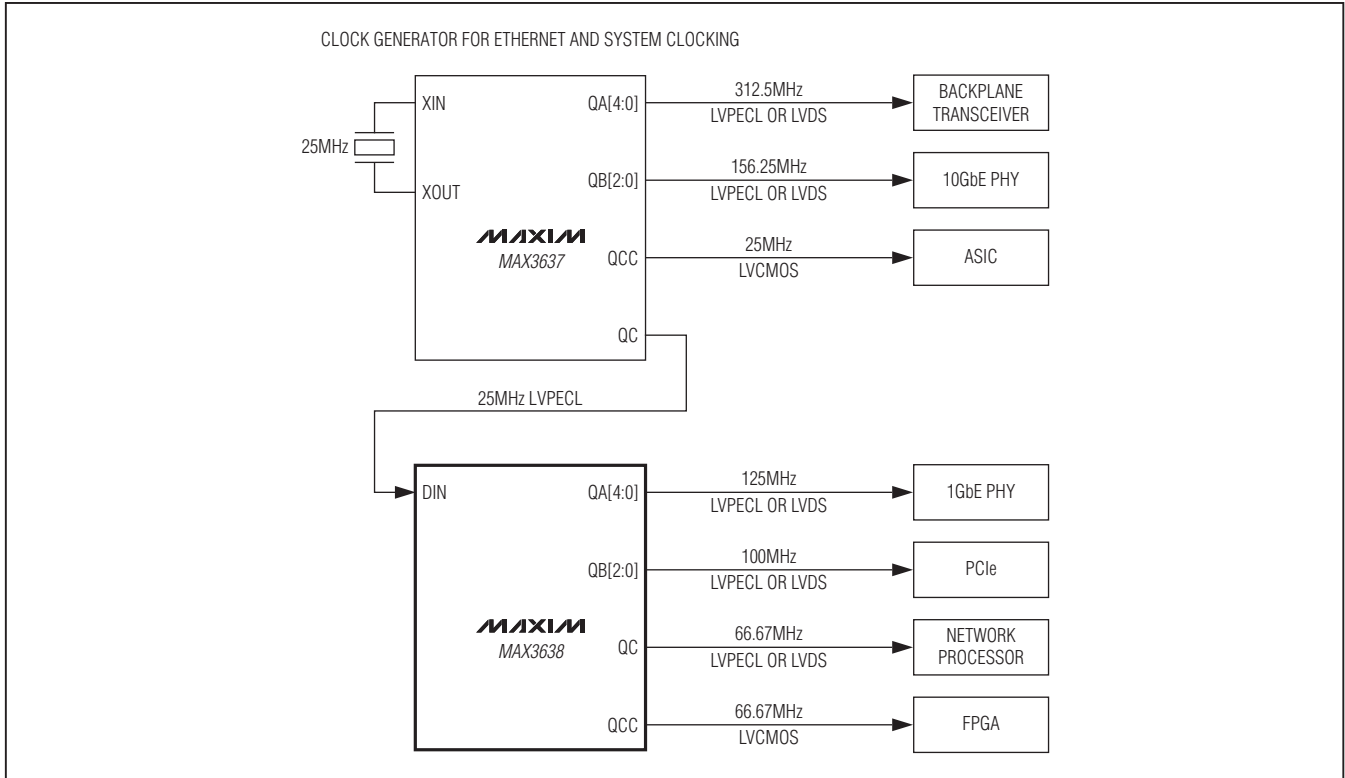 CLOCK GENERATOR FOR ETHERNET AND SYSTEM CLOCKING
XIN
25MHz
XOUT
MAXIM
MAX3637
QA[4:0]
312.5MHz
LVPECL OR LVDS
BACKPLANE
TRANSCEIVER
QB[2:0]
156.25MHz
LVPECL OR LVDS
10GbE PHY
QCC
25MHz
LVCMOS
ASIC
QC
25MHz LVPECL
DIN
MAXIM
MAX3638
QA[4:0]
125MHz
LVPECL OR LVDS
1GbE PHY
QB[2:0]
100MHz
LVPECL OR LVDS
PCIe
QC
66.67MHz
LVPECL OR LVDS
NETWORK
PROCESSOR
QCC
66.67MHz
LVCMOS
FPGA